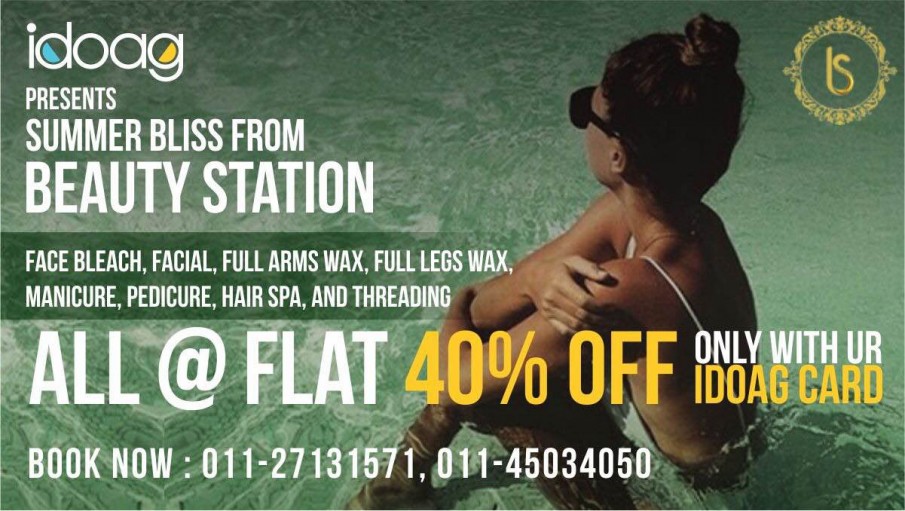 idoag
PRESENTS
SUMMER BLISS FROM
BEAUTY STATION
FACE BLEACH, FACIAL, FULL ARMS WAX, FULL LEGS WAX,
MANICURE, PEDICURE, HAIR SPA, AND THREADING
ALL @ FLAT 40% OFF ONLY WITH UR
IDOAG CARD
BOOK NOW : 011-27131571, 011-45034050